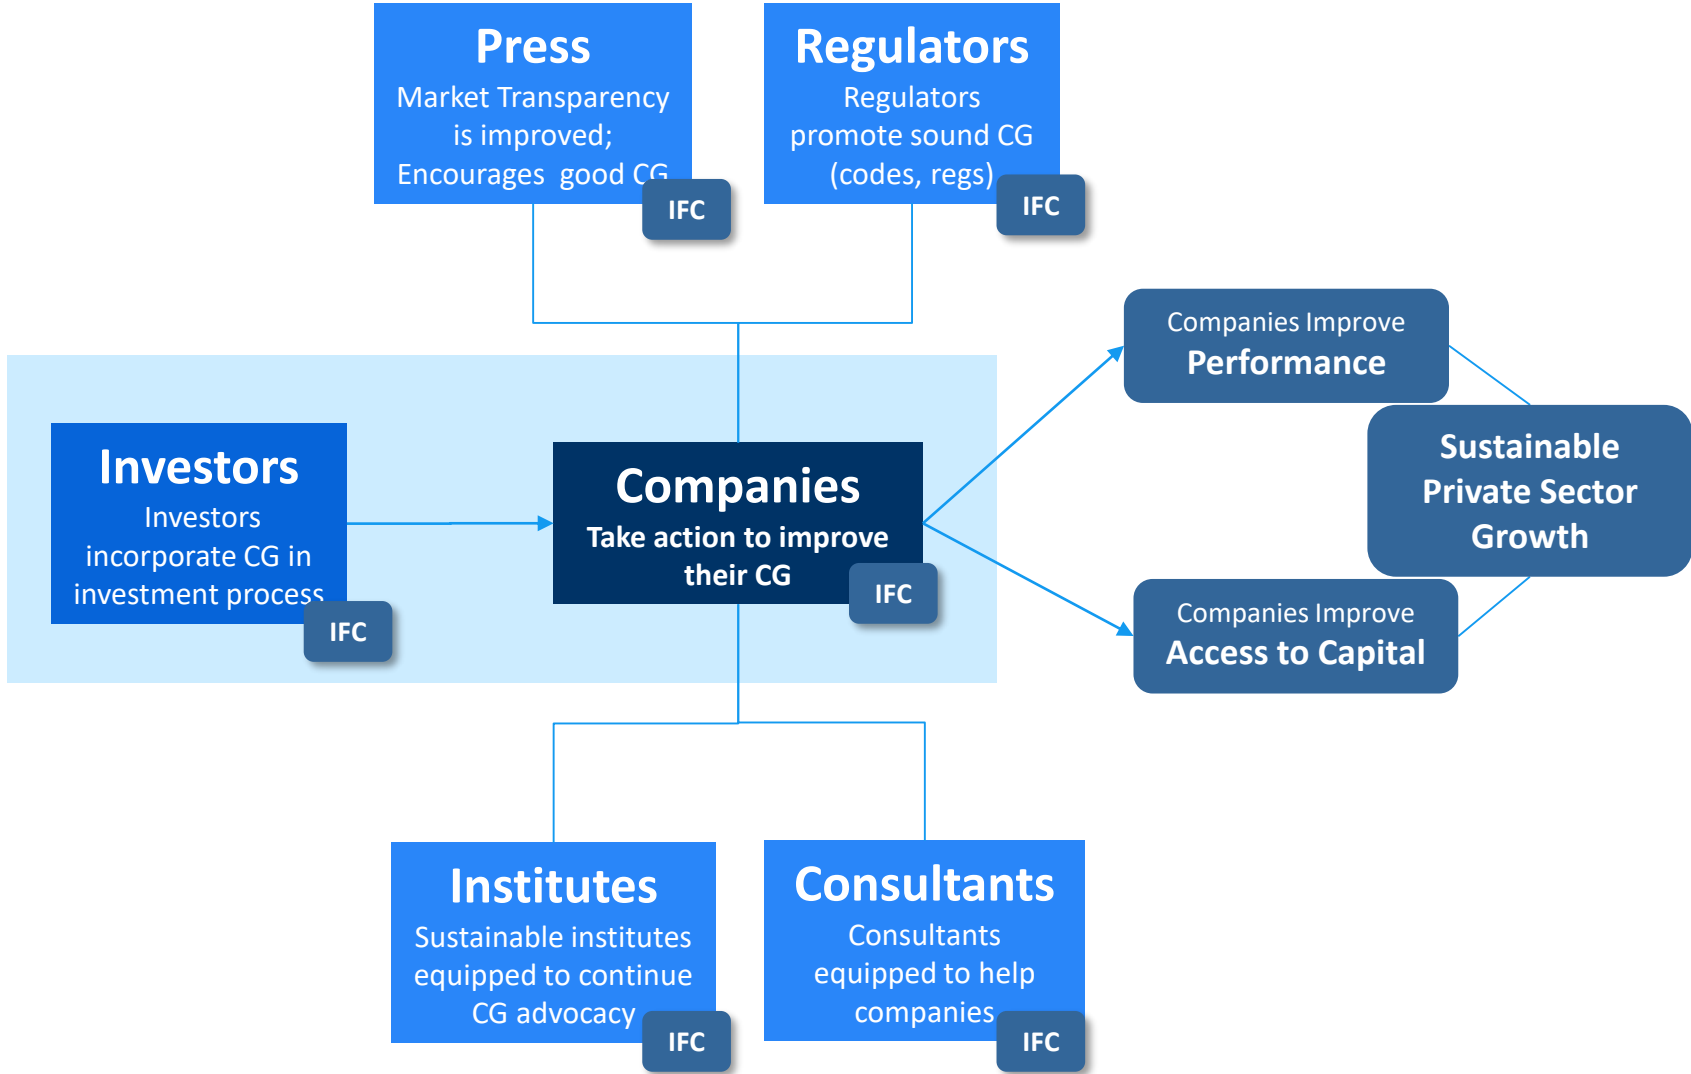 Press
Market Transparency
is improved;
Encourages good CG
IFC
Regulators
Regulators
promote sound CG
(codes, regs)
IFC
Investors
Investors
incorporate CG in
investment process
IFC
Companies
Take action to improve
their CG
IFC
Companies Improve
Performance
Sustainable
Private Sector
Growth
Companies Improve
Access to Capital
Institutes
Sustainable institutes
equipped to continue
CG advocacy
IFC
Consultants
Consultants
equipped to help
companies
IFC